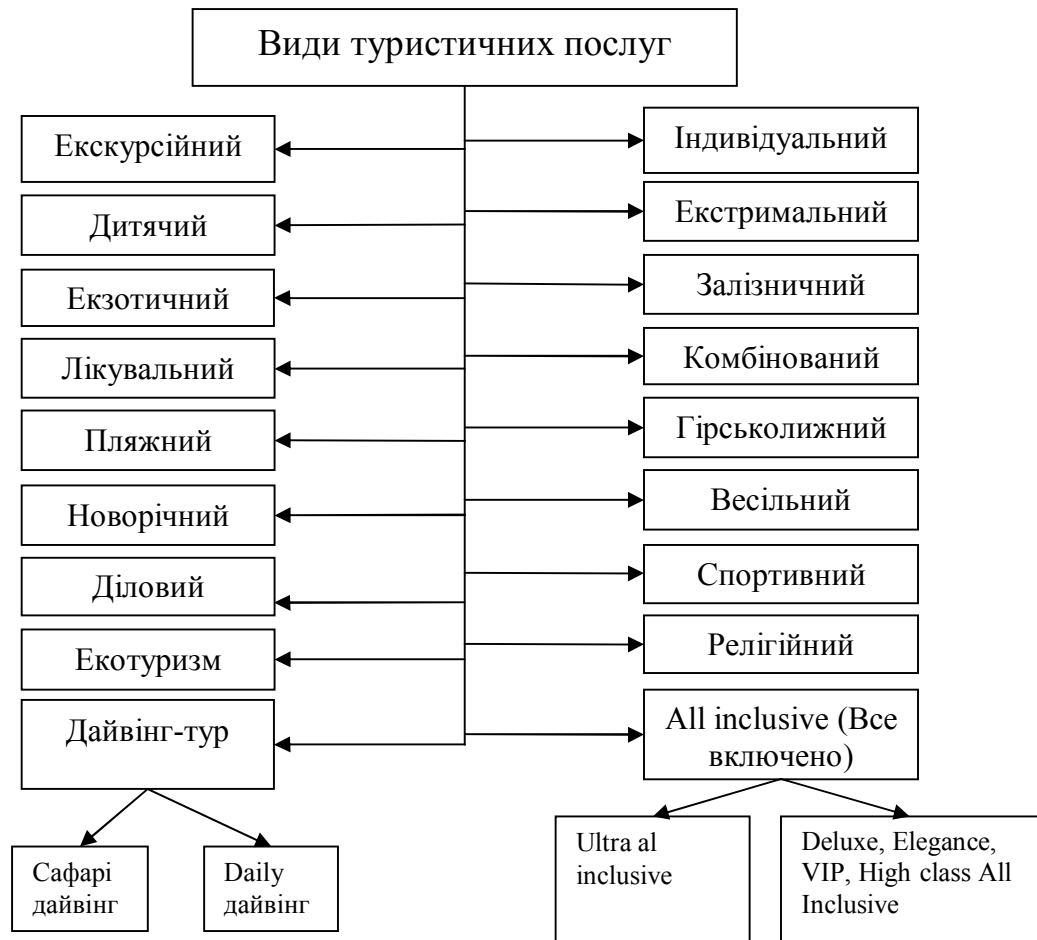 Види туристичних послуг
Екскурсійний
Дитячий
Екзотичний
Лікувальний
Пляжний
Новорічний
Діловий
Екотуризм
Дайвінг-тур
Сафарі
дайвінг
Daily
дайвінг
Індивідуальний
Екстримальний
Залізничний
Комбінований
Гірськолижний
Весільний
Спортивний
Релігійний
All inclusive (Все
включено)
Ultra al
inclusive
Deluxe, Elegance,
VIP, High class All
Inclusive